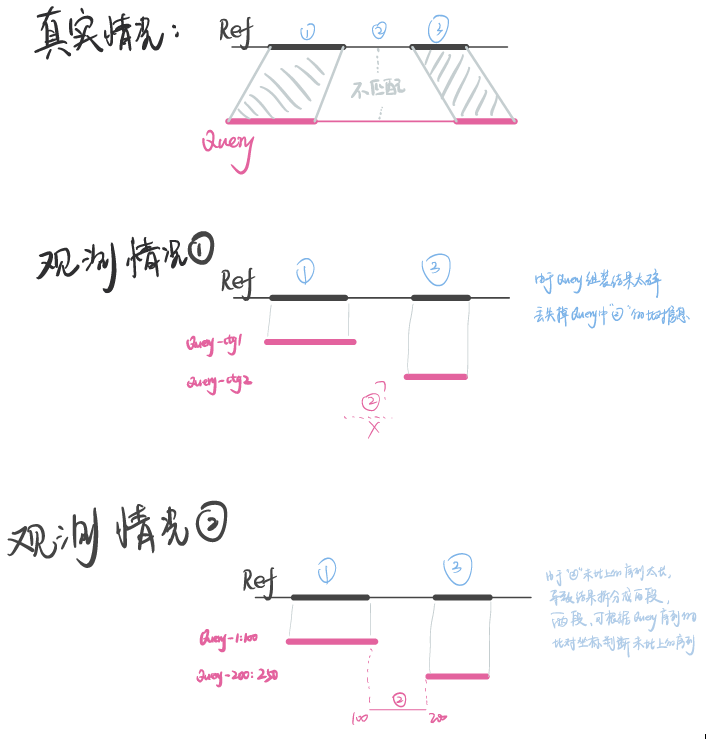 真实情况：
Ref ① ② ③
不匹配
Query
观测情况①
Ref ① ③
由于Query组装结果太碎
丢失掉Query中“②”的比对信息
Query-ctg1
Query-ctg2
② ?
X
观测情况②
Ref ① ③
由于“②”未比上的序列太长，
导致结果拆分成两段，
两段，可根据Query序列的
比对坐标判断未比上的序列
Query-1:100
Query-200:250
②
100 200